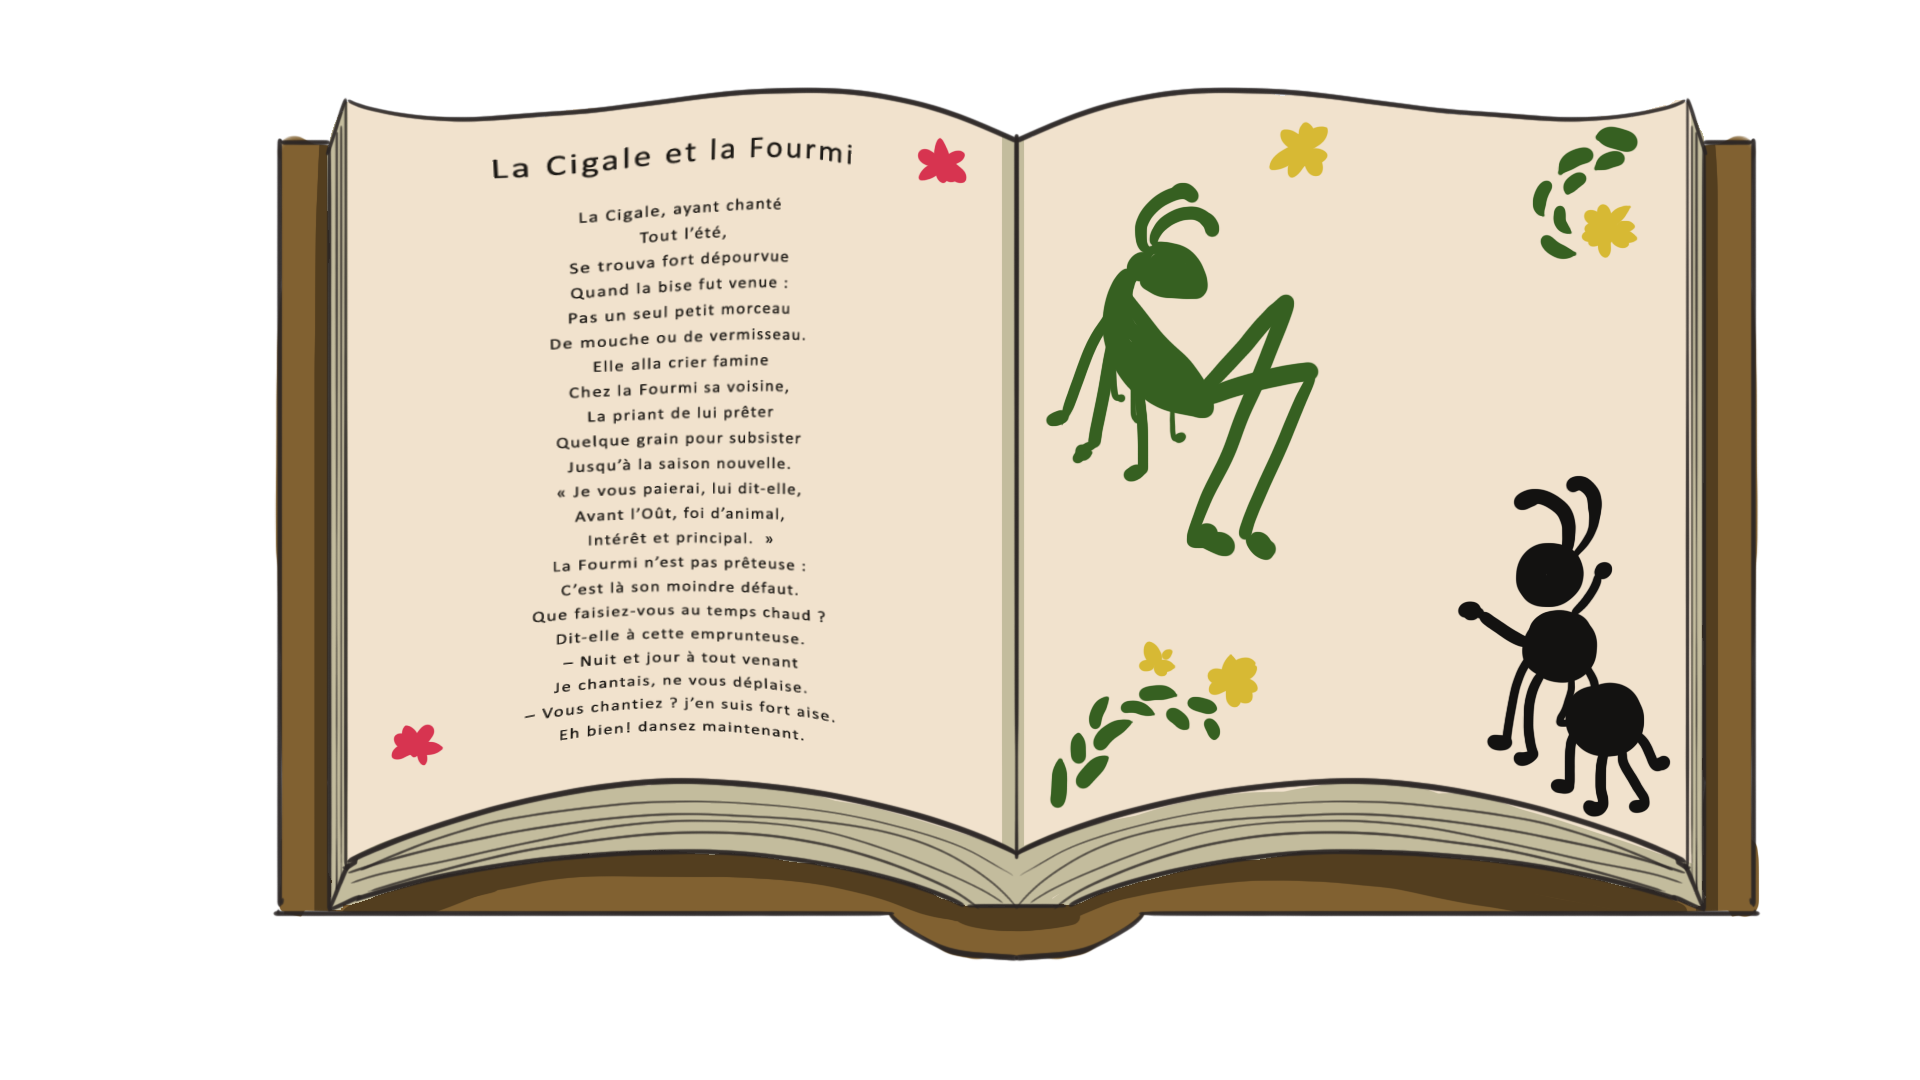 La Cigale et la Fourmi
La Cigale, ayant chanté
Tout l’été,
Se trouva fort dépourvue
Quand la bise fut venue :
Pas un seul petit morceau
De mouche ou de vermisseau.
Elle alla crier famine
Chez la Fourmi sa voisine,
La priant de lui prêter
Quelque grain pour subsister
Jusqu’à la saison nouvelle.
« Je vous paierai, lui dit-elle,
Avant l’Oût, foi d’animal,
Intérêt et principal. »
La Fourmi n’est pas prêteuse :
C’est là son moindre défaut.
Que faisiez-vous au temps chaud ?
Dit-elle à cette emprunteuse.
– Nuit et jour à tout venant
Je chantais, ne vous déplaise.
– Vous chantiez ? j’en suis fort aise.
Eh bien! dansez maintenant.